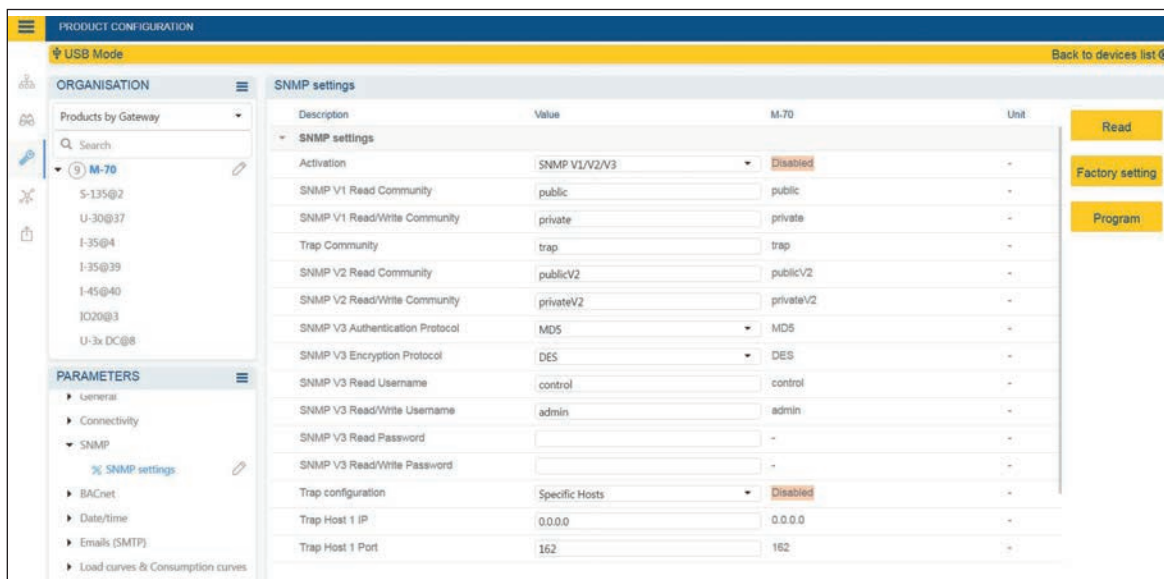 PRODUCT CONFIGURATION
USB Mode
Back to devices list
ORGANISATION
Products by Gateway
Search
9 M-70
S-135@2
U-30@37
I-35@4
I-35@39
I-45@40
IO20@3
U-3x DC@8
PARAMETERS
General
Connectivity
SNMP
SNMP settings
BACnet
Date/time
Emails (SMTP)
Load curves & Consumption curves
SNMP settings
Description Value M-70 Unit
SNMP settings
Activation SNMP V1/V2/V3 Disabled -
SNMP V1 Read Community public public -
SNMP V1 Read/Write Community private private -
Trap Community trap trap -
SNMP V2 Read Community publicV2 publicV2 -
SNMP V2 Read/Write Community privateV2 privateV2 -
SNMP V3 Authentication Protocol MD5 MD5 -
SNMP V3 Encryption Protocol DES DES -
SNMP V3 Read Username control control -
SNMP V3 Read/Write Username admin admin -
SNMP V3 Read Password - -
SNMP V3 Read/Write Password - -
Trap configuration Specific Hosts Disabled -
Trap Host 1 IP 0.0.0.0 0.0.0.0 -
Trap Host 1 Port 162 162 -
Read
Factory setting
Program